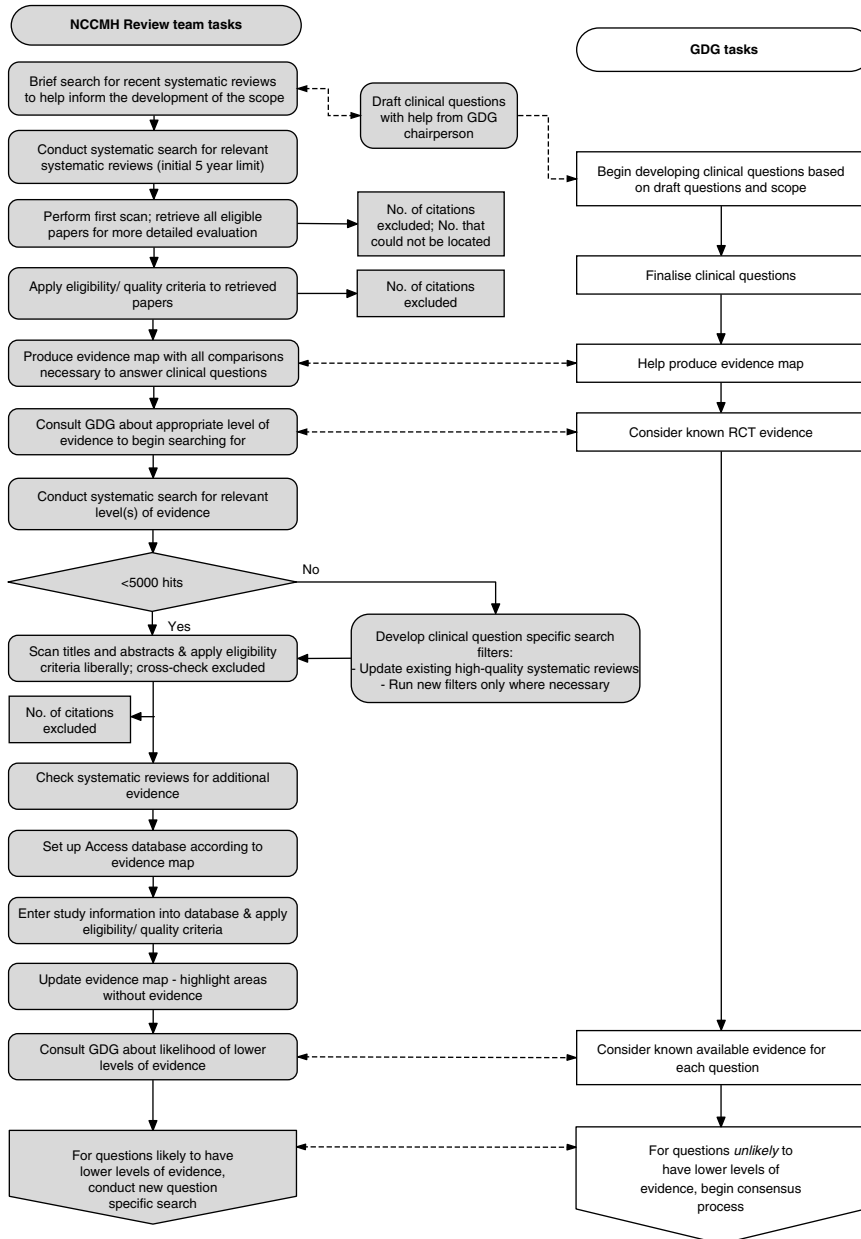 NCCMH Review team tasks
GDG tasks
Brief search for recent systematic reviews
to help inform the development of the scope
Draft clinical questions
with help from GDG
chairperson
Conduct systematic search for relevant
systematic reviews (initial 5 year limit)
Begin developing clinical questions based
on draft questions and scope
Perform first scan; retrieve all eligible
papers for more detailed evaluation
No. of citations
excluded; No. that
could not be located
Apply eligibility/ quality criteria to retrieved
papers
No. of citations
excluded
Finalise clinical questions
Produce evidence map with all comparisons
necessary to answer clinical questions
Help produce evidence map
Consult GDG about appropriate level of
evidence to begin searching for
Consider known RCT evidence
Conduct systematic search for relevant
level(s) of evidence
<5000 hits
No
Yes
Develop clinical question specific search
filters:
- Update existing high-quality systematic reviews
- Run new filters only where necessary
Scan titles and abstracts & apply eligibility
criteria liberally; cross-check excluded
No. of citations
excluded
Check systematic reviews for additional
evidence
Set up Access database according to
evidence map
Enter study information into database & apply
eligibility/ quality criteria
Update evidence map - highlight areas
without evidence
Consult GDG about likelihood of lower
levels of evidence
Consider known available evidence for
each question
For questions likely to have
lower levels of evidence,
conduct new question
specific search
For questions unlikely to
have lower levels of
evidence, begin consensus
process